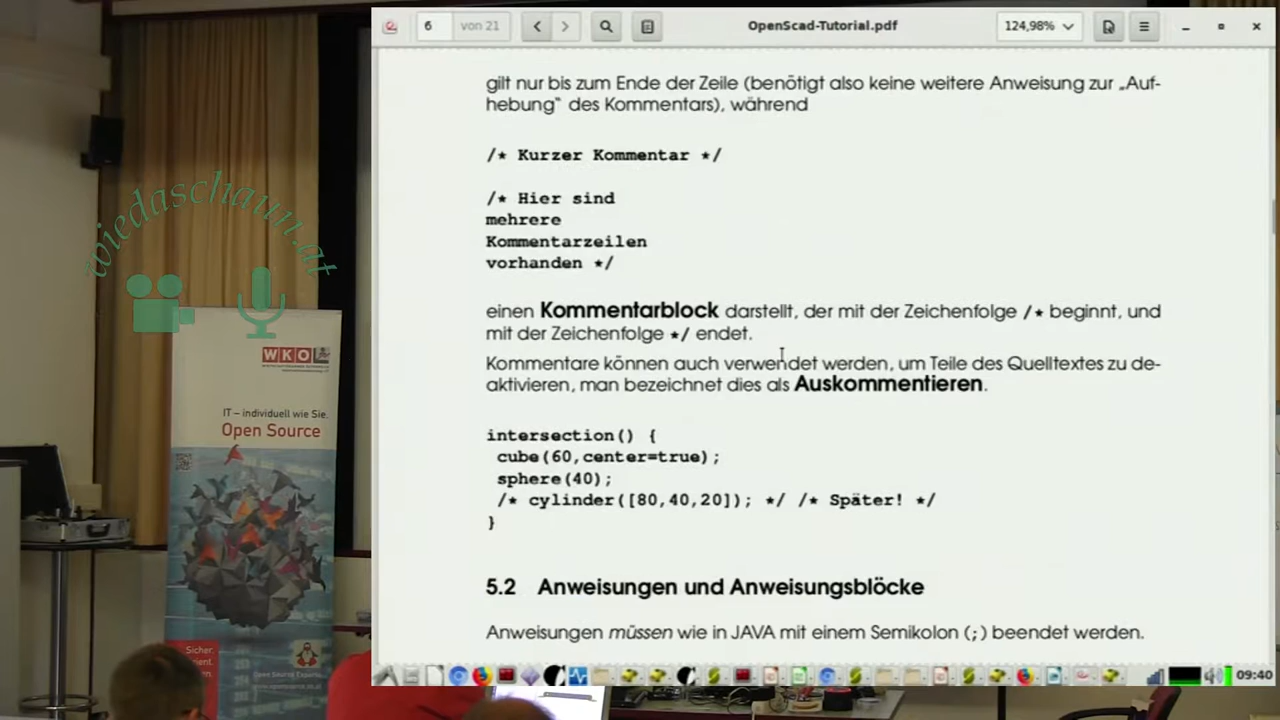 6 von 21
OpenScad-Tutorial.pdf
124,98%
gilt nur bis zum Ende der Zeile (benötigt also keine weitere Anweisung zur „Auf-
hebung“ des Kommentars), während
/* Kurzer Kommentar */
/* Hier sind
mehrere
Kommentarzeilen
vorhanden */
einen Kommentarblock darstellt, der mit der Zeichenfolge /* beginnt, und
mit der Zeichenfolge */ endet.
Kommentare können auch verwendet werden, um Teile des Quelltextes zu de-
aktivieren, man bezeichnet dies als Auskommentieren.
intersection() {
cube(60,center=true);
sphere(40);
/* cylinder([80,40,20]); */ /* Später! */
}
5.2 Anweisungen und Anweisungsblöcke
Anweisungen müssen wie in JAVA mit einem Semikolon (;) beendet werden.
09:40
wiedaschaun.at
WKO
IT – individuell wie Sie.
Open Source
Sicher.